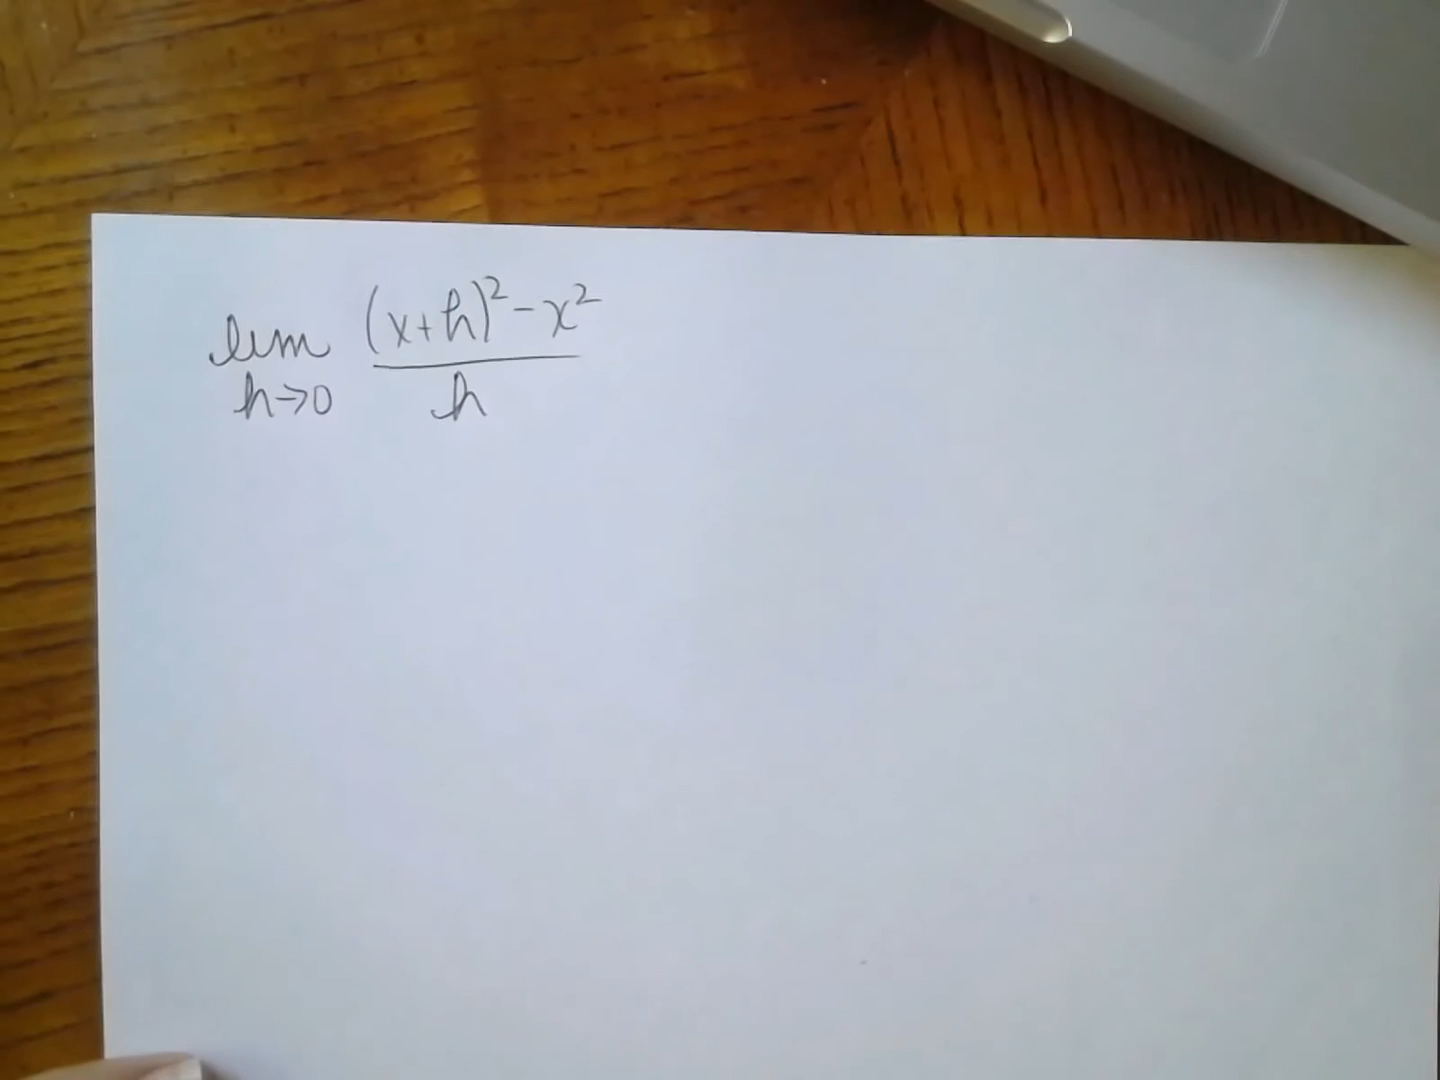 lim (x+h)²-x²
h→0 h